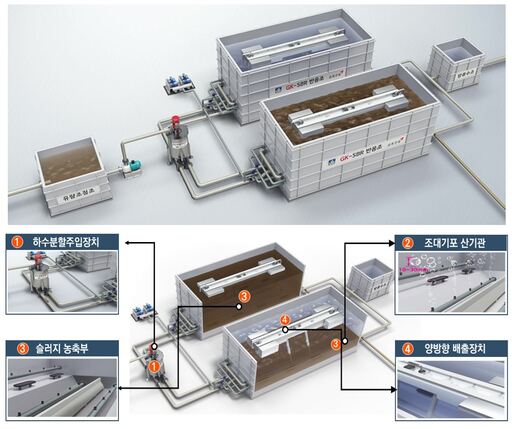 GK-SBR 반응조
GK-SBR 반응조
방류수조
유량조정조
1 하수분할주입장치
2 조대기포 산기관
10~30mm
3
4
3
3 슬러지 농축부
1
4 양방향 배출장치